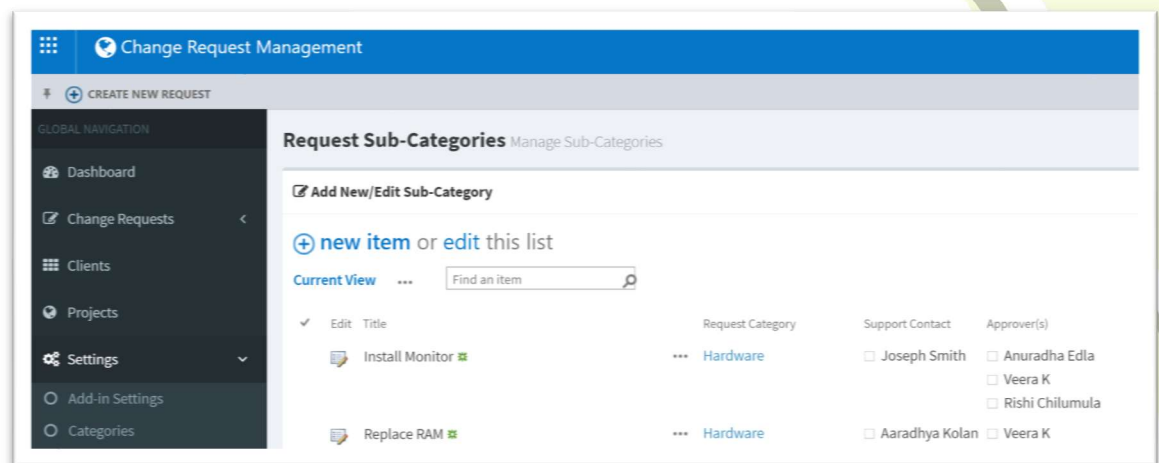 Change Request Management
CREATE NEW REQUEST
GLOBAL NAVIGATION
Dashboard
Change Requests
Clients
Projects
Settings
Add-in Settings
Categories
Request Sub-Categories Manage Sub-Categories
Add New/Edit Sub-Category
new item or edit this list
Current View ... Find an item
Edit Title Request Category Support Contact Approver(s)
Install Monitor ... Hardware Joseph Smith Anuradha Edla
Veera K
Rishi Chilumula
Replace RAM ... Hardware Aaradhya Kolan Veera K